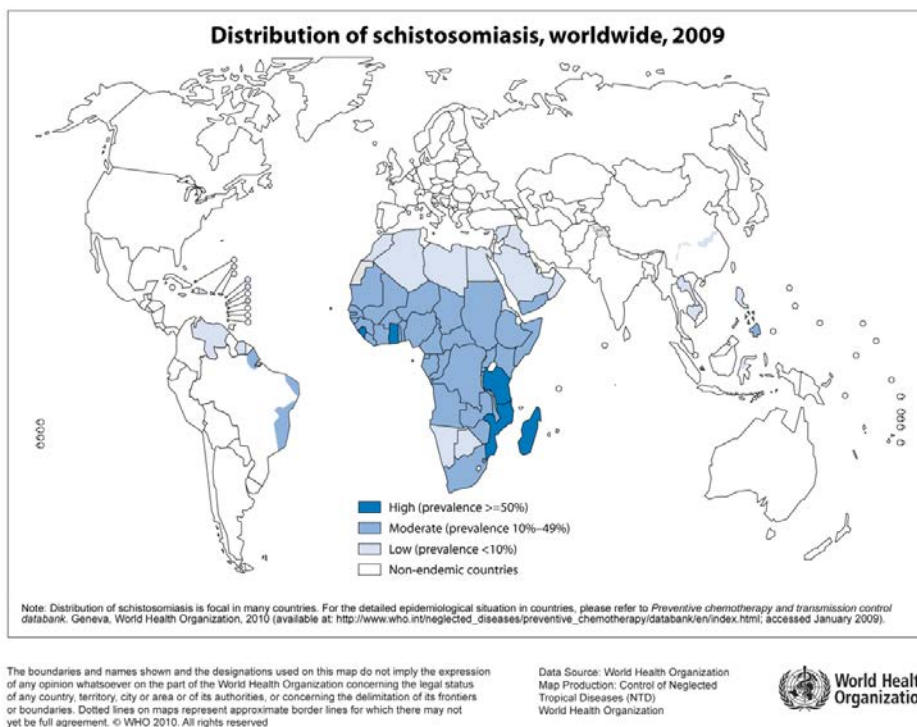 Distribution of schistosomiasis, worldwide, 2009
High (prevalence >=50%)
Moderate (prevalence 10%–49%)
Low (prevalence <10%)
Non-endemic countries
Note: Distribution of schistosomiasis is focal in many countries. For the detailed epidemiological situation in countries, please refer to Preventive chemotherapy and transmission control
databank. Geneva, World Health Organization, 2010 (available at: http://www.who.int/neglected_diseases/preventive_chemotherapy/databank/en/index.html; accessed January 2009).
The boundaries and names shown and the designations used on this map do not imply the expression
of any opinion whatsoever on the part of the World Health Organization concerning the legal status
of any country, territory, city or area or of its authorities, or concerning the delimitation of its frontiers
or boundaries. Dotted lines on maps represent approximate border lines for which there may not
yet be full agreement. © WHO 2010. All rights reserved
Data Source: World Health Organization
Map Production: Control of Neglected
Tropical Diseases (NTD)
World Health Organization
World Heal
Organizatio